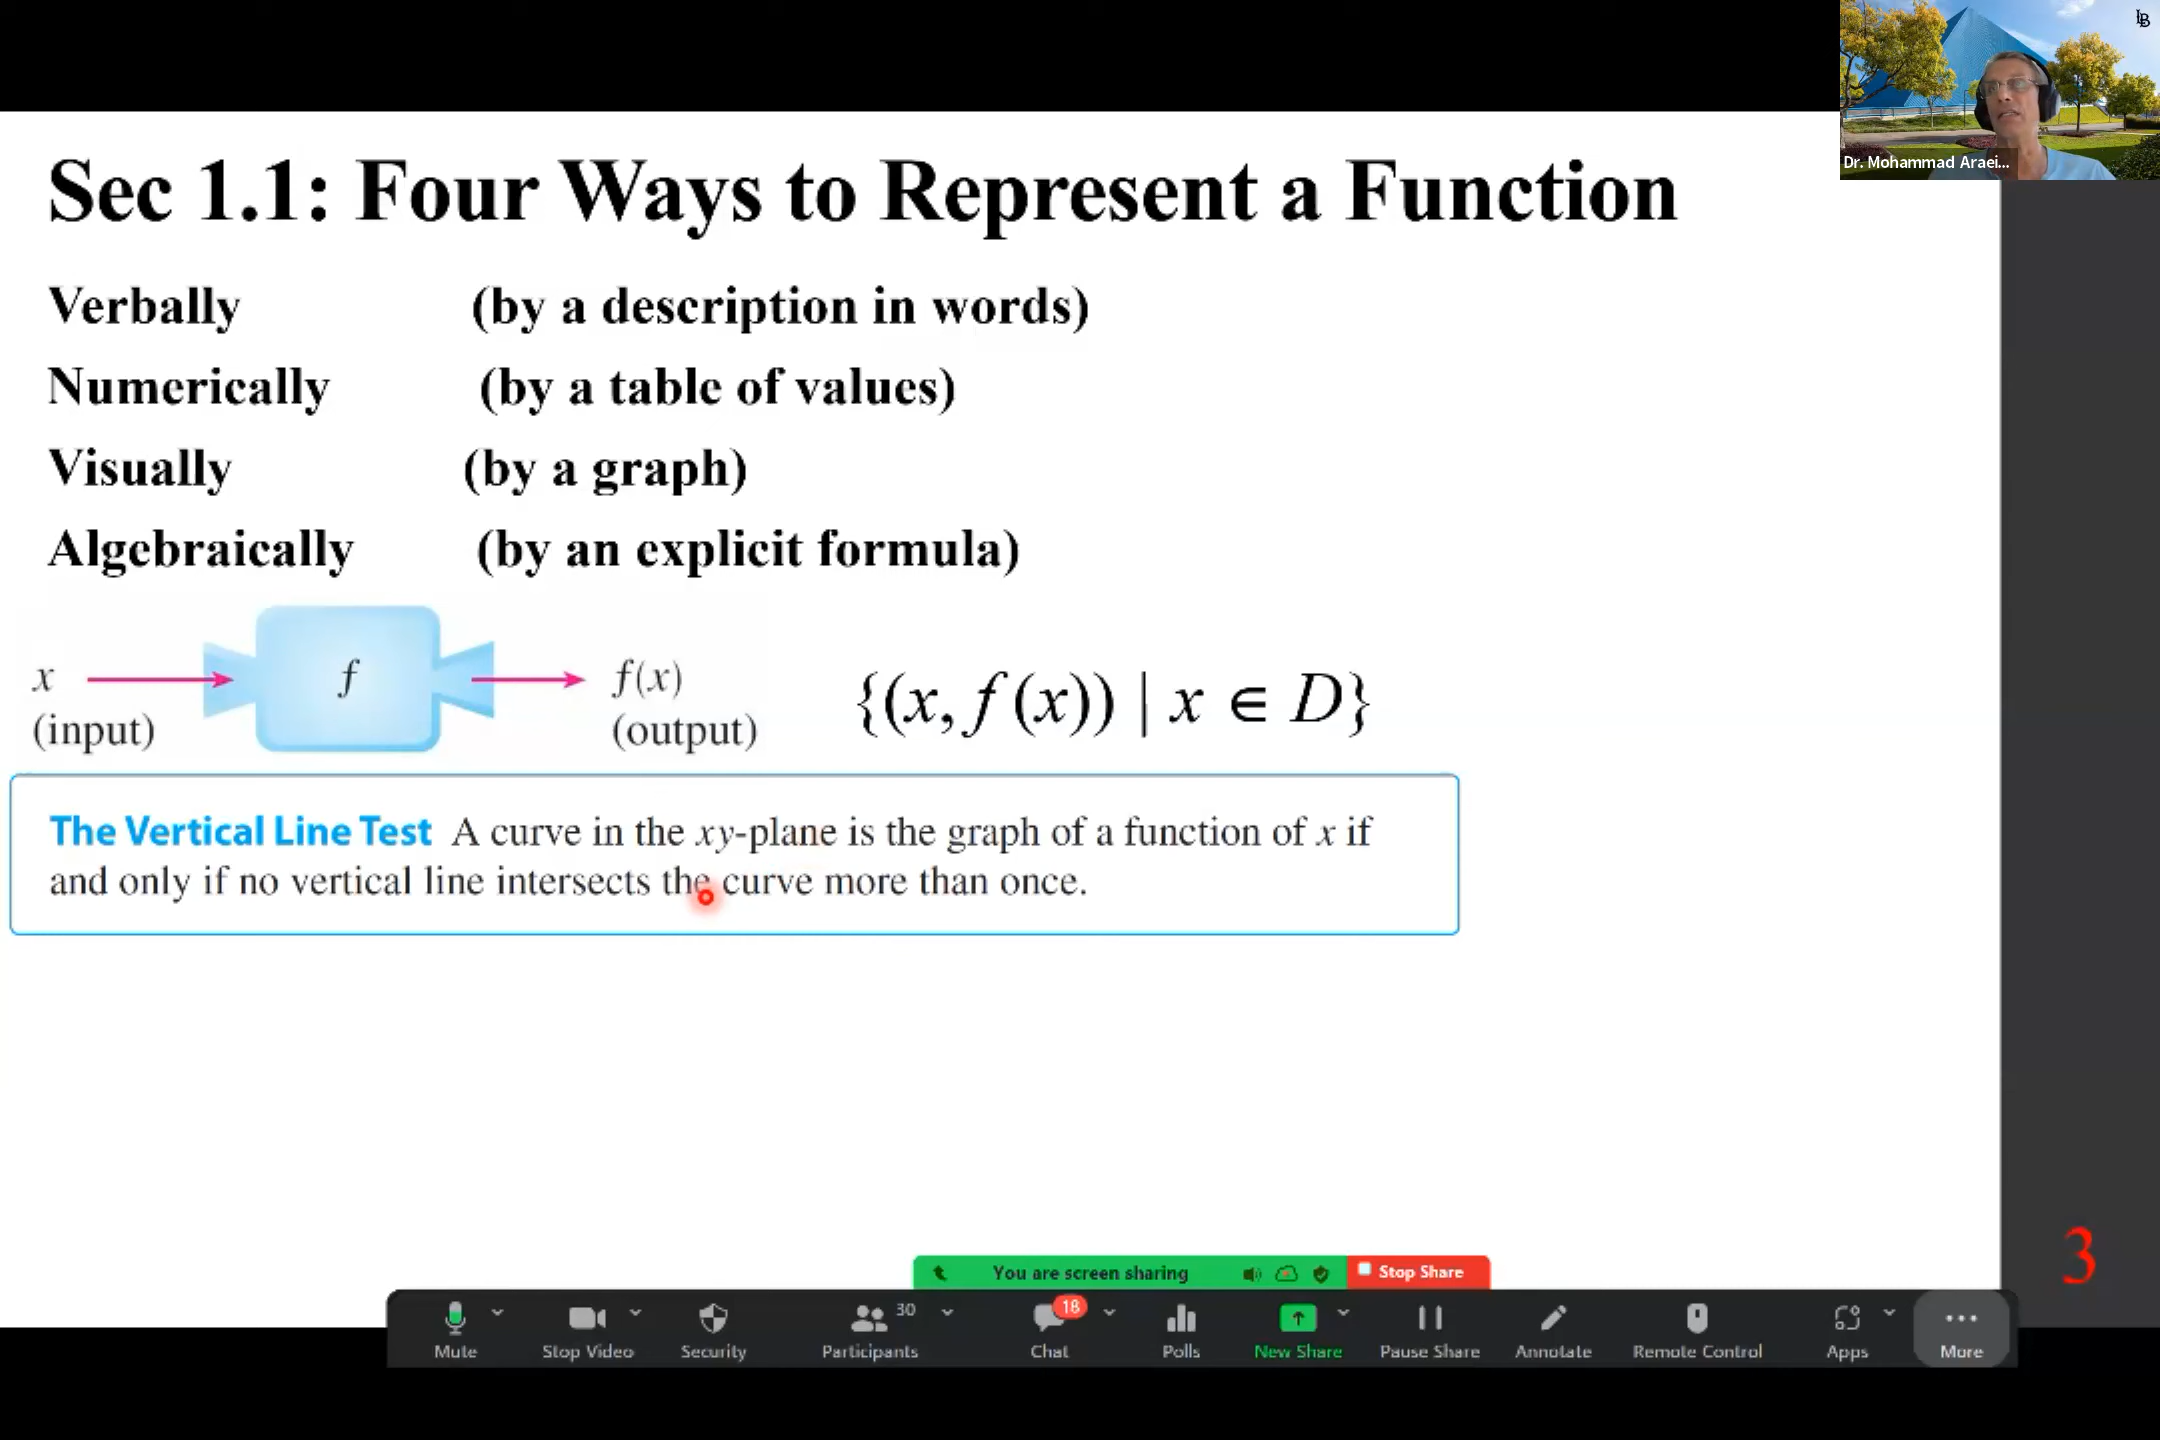 LB
Dr. Mohammad Araei...
Sec 1.1: Four Ways to Represent a Function
Verbally (by a description in words)
Numerically (by a table of values)
Visually (by a graph)
Algebraically (by an explicit formula)
x f f(x)
(input) (output)
{(x, f(x)) | x ∈ D}
The Vertical Line Test A curve in the xy-plane is the graph of a function of x if
and only if no vertical line intersects the curve more than once.
3
You are screen sharing Stop Share
30 18
Mute Stop Video Security Participants Chat Polls New Share Pause Share Annotate Remote Control Apps More